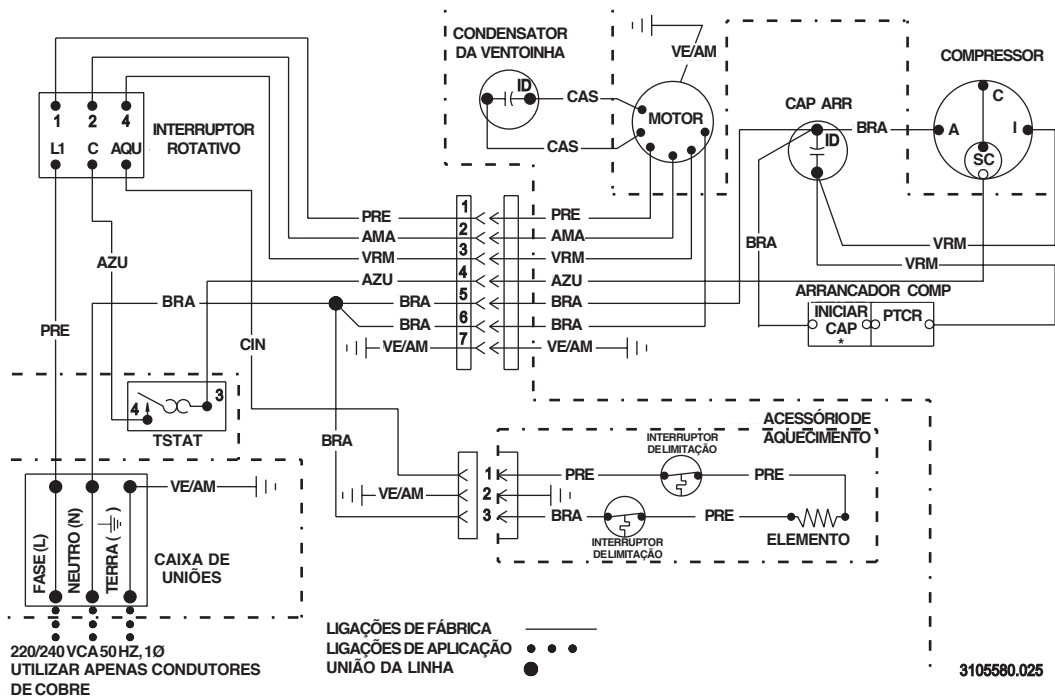 CONDENSATOR
DA VENTOINHA
ID
CAS
CAS
VE/AM
MOTOR
CAP ARR
ID
BRA
COMPRESSOR
C
A
I
SC
1 2 4
L1 C AQU
INTERRUPTOR
ROTATIVO
PRE
AMA
VRM
AZU
BRA
BRA
BRA
VE/AM
1
2
3
4
5
6
7
PRE
AMA
VRM
AZU
BRA
BRA
VE/AM
BRA
VRM
VRM
ARRANCADOR COMP
INICIAR
CAP
*
PTCR
AZU
PRE
CIN
BRA
4
3
TSTAT
VE/AM
FASE (L)
NEUTRO (N)
TERRA ( )
CAIXA DE
UNIÕES
VE/AM
1
2
3
ACESSÓRIO DE
AQUECIMENTO
INTERRUPTOR
DE LIMITAÇÃO
PRE
PRE
BRA
PRE
INTERRUPTOR
DE LIMITAÇÃO
ELEMENTO
220/240 VCA 50 HZ, 1Ø
UTILIZAR APENAS CONDUTORES
DE COBRE
LIGAÇÕES DE FÁBRICA
LIGAÇÕES DE APLICAÇÃO
UNIÃO DA LINHA
3105580.025